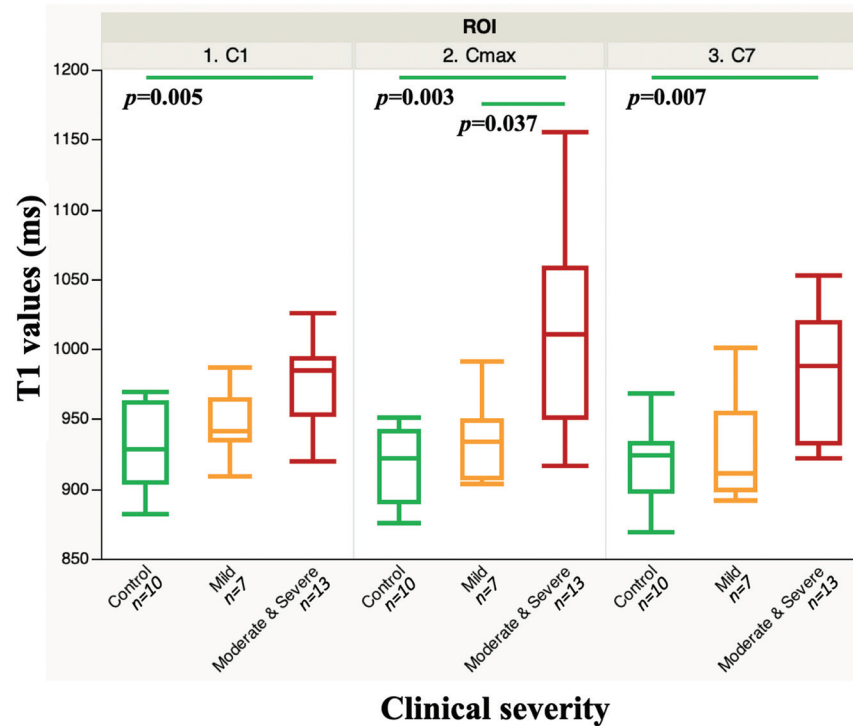 ROI
1. C1
2. Cmax
3. C7
1200
1150
1100
1050
1000
950
900
850
T1 values (ms)
p=0.005
p=0.003
p=0.037
p=0.007
Control
n=10
Mild
n=7
Moderate & Severe
n=13
Control
n=10
Mild
n=7
Moderate & Severe
n=13
Control
n=10
Mild
n=7
Moderate & Severe
n=13
Clinical severity